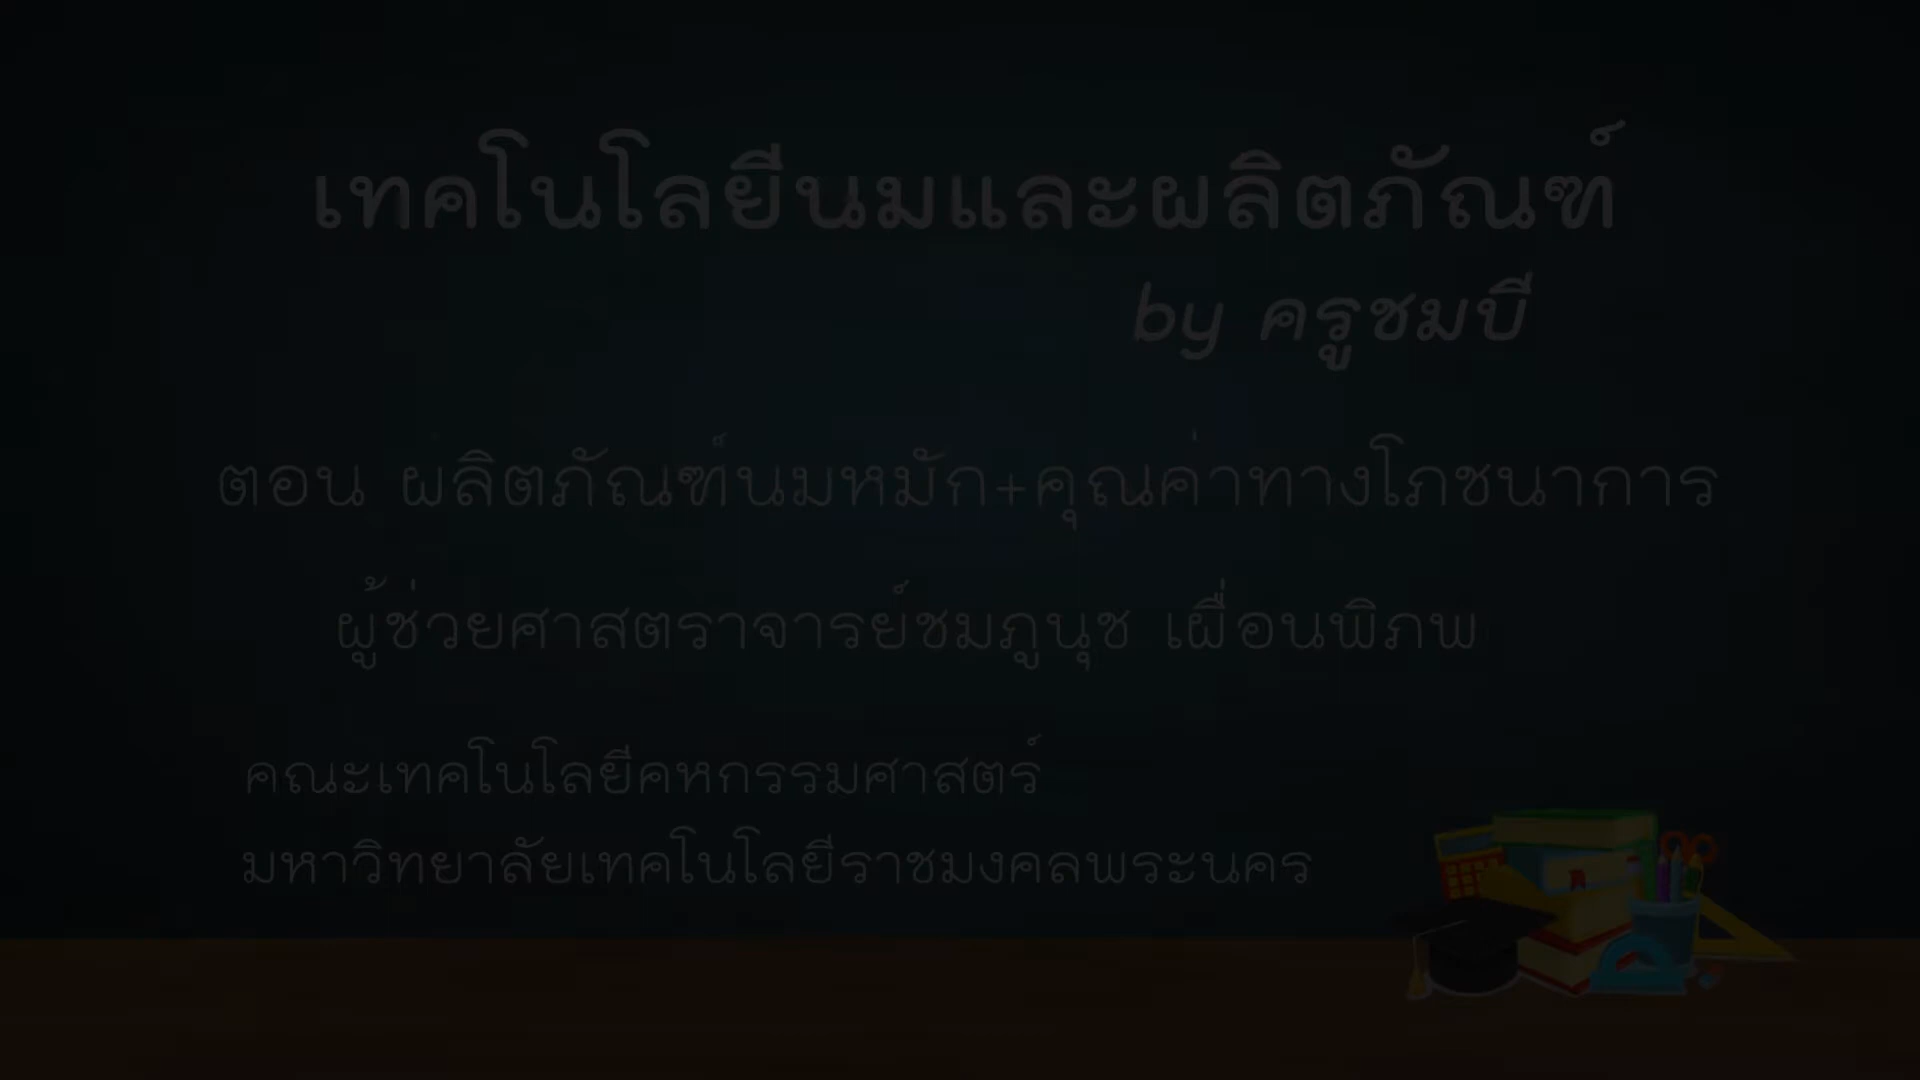 เทคโนโลยีนมและผลิตภัณฑ์
by ครูชมบี
ตอน ผลิตภัณฑ์นมหมัก+คุณค่าทางโภชนาการ
ผู้ช่วยศาสตราจารย์ชมภูนุช เผื่อนพิภพ
คณะเทคโนโลยีคหกรรมศาสตร์
มหาวิทยาลัยเทคโนโลยีราชมงคลพระนคร